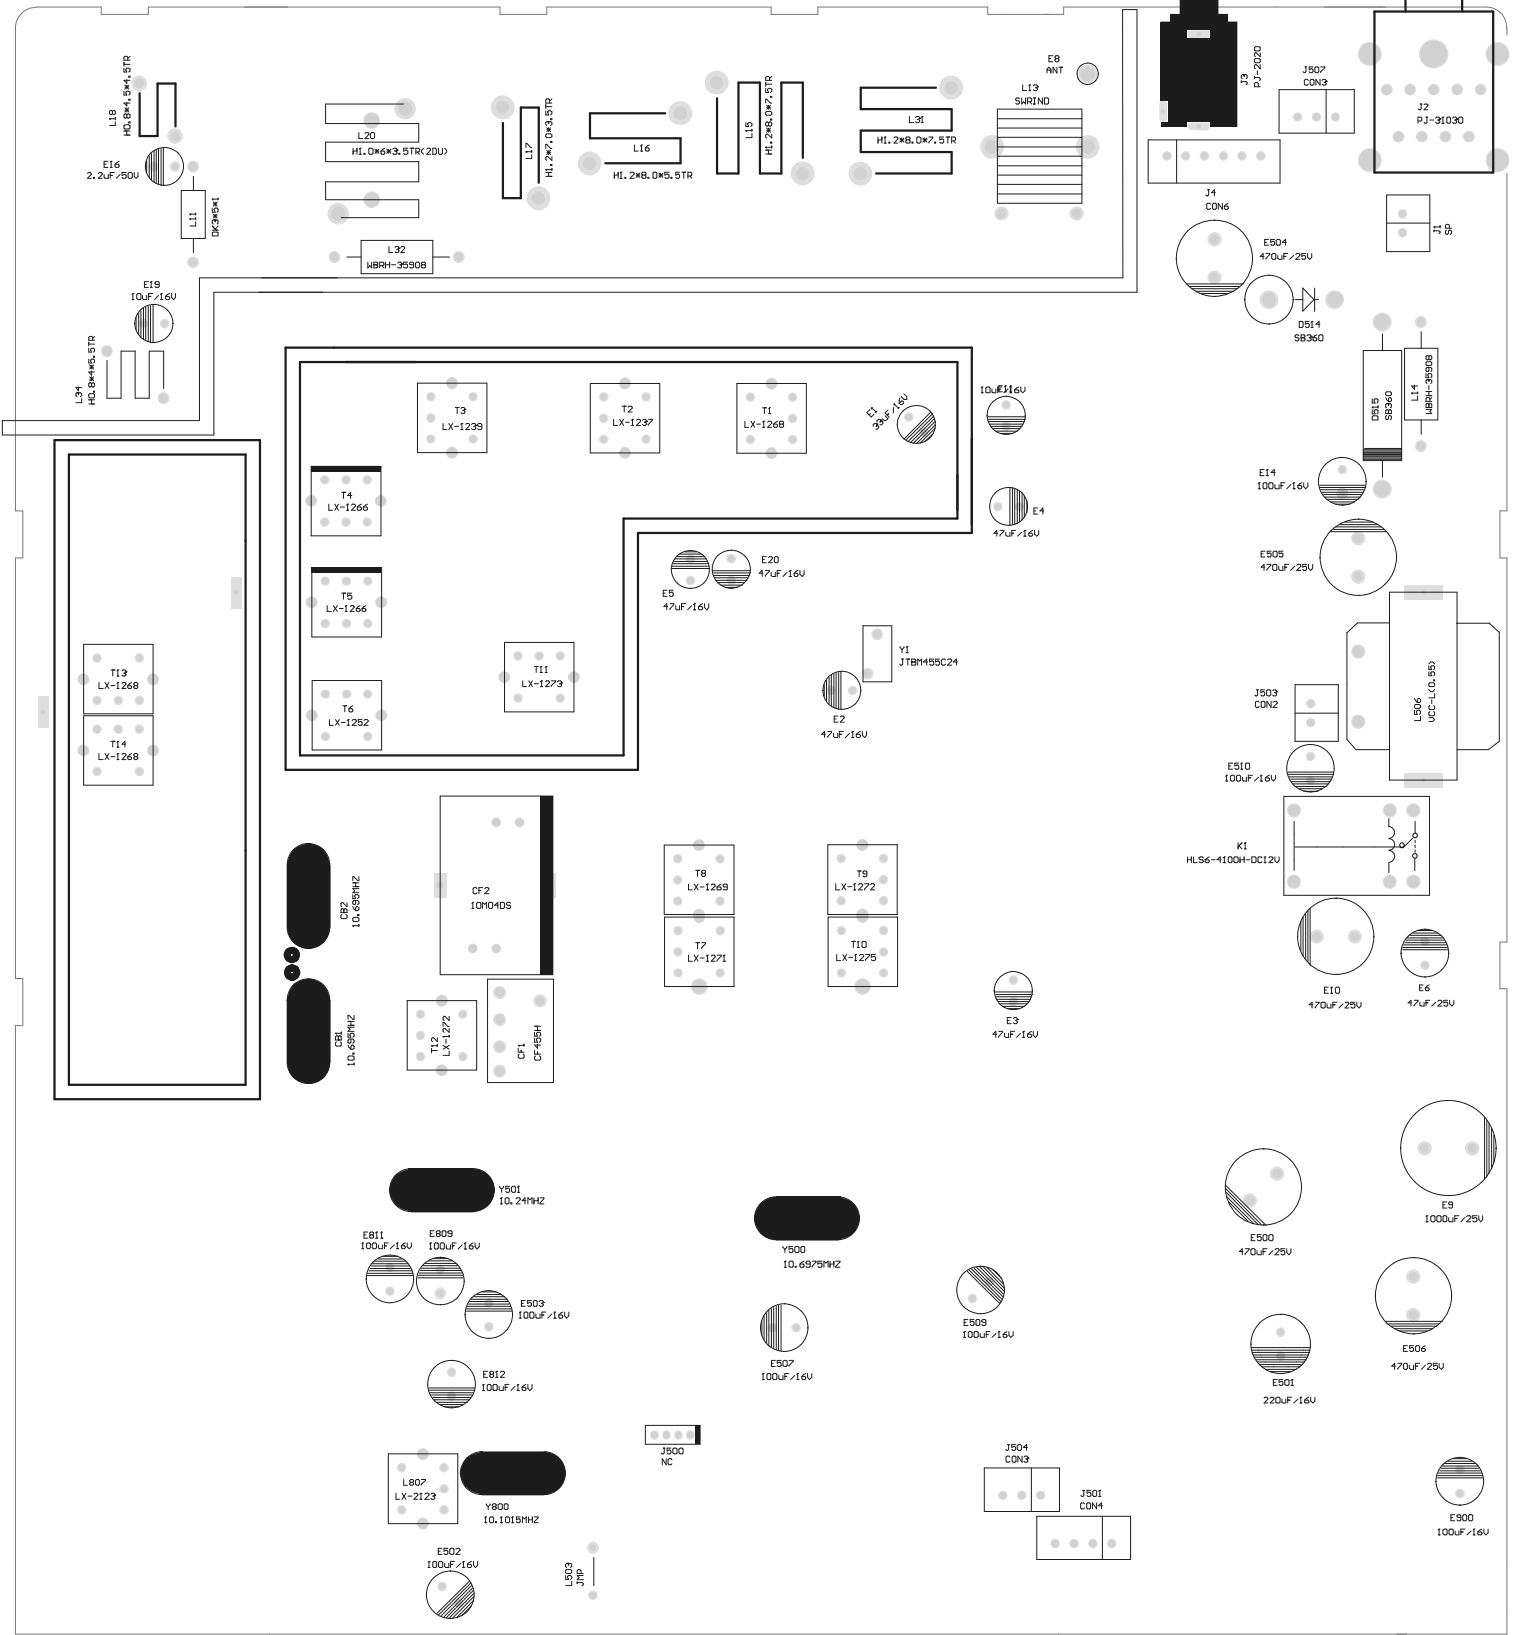 E8
ANT
L13
SWRIND
J3
PJ-2020
J507
CON3
J2
PJ-31030
L18
H0.8*4.5*4.5TR
L20
H1.0*6*3.5TR(2DU)
L17
H1.2*7.0*3.5TR
L16
H1.2*8.0*5.5TR
L15
H1.2*8.0*7.5TR
L31
H1.2*8.0*7.5TR
E16
2.2uF/50V
L11
DK3*5*1
J4
CON6
J1
SP
L32
WBRH-35908
E504
470uF/25V
E19
10uF/16V
D514
SB360
L34
H0.8*4*5.5TR
D515
SB360
L14
WBRH-35908
T3
LX-1239
T2
LX-1237
T1
LX-1268
E1
33uF/16V
E11
10uF/16V
T4
LX-1266
E4
47uF/16V
E14
100uF/16V
T5
LX-1266
E5
47uF/16V
E20
47uF/16V
E505
470uF/25V
Y1
JTBM455C24
T13
LX-1268
T11
LX-1273
T6
LX-1252
E2
47uF/16V
J503
CON2
L506
VCC-L(0.55)
T14
LX-1268
E510
100uF/16V
K1
HLS6-4100H-DC12V
CB2
10.695MHZ
CF2
10M04DS
T8
LX-1269
T9
LX-1272
T7
LX-1271
T10
LX-1275
E10
470uF/25V
E6
47uF/25V
CB1
10.695MHZ
T12
LX-1272
CF1
CF455H
E3
47uF/16V
Y501
10.24MHZ
E9
1000uF/25V
E811
100uF/16V
E809
100uF/16V
Y500
10.6975MHZ
E500
470uF/25V
E503
100uF/16V
E509
100uF/16V
E507
100uF/16V
E506
470uF/25V
E812
100uF/16V
E501
220uF/16V
J500
NC
J504
CON3
L807
LX-2123
Y800
10.1015MHZ
J501
CON4
E900
100uF/16V
E502
100uF/16V
L503
JMP